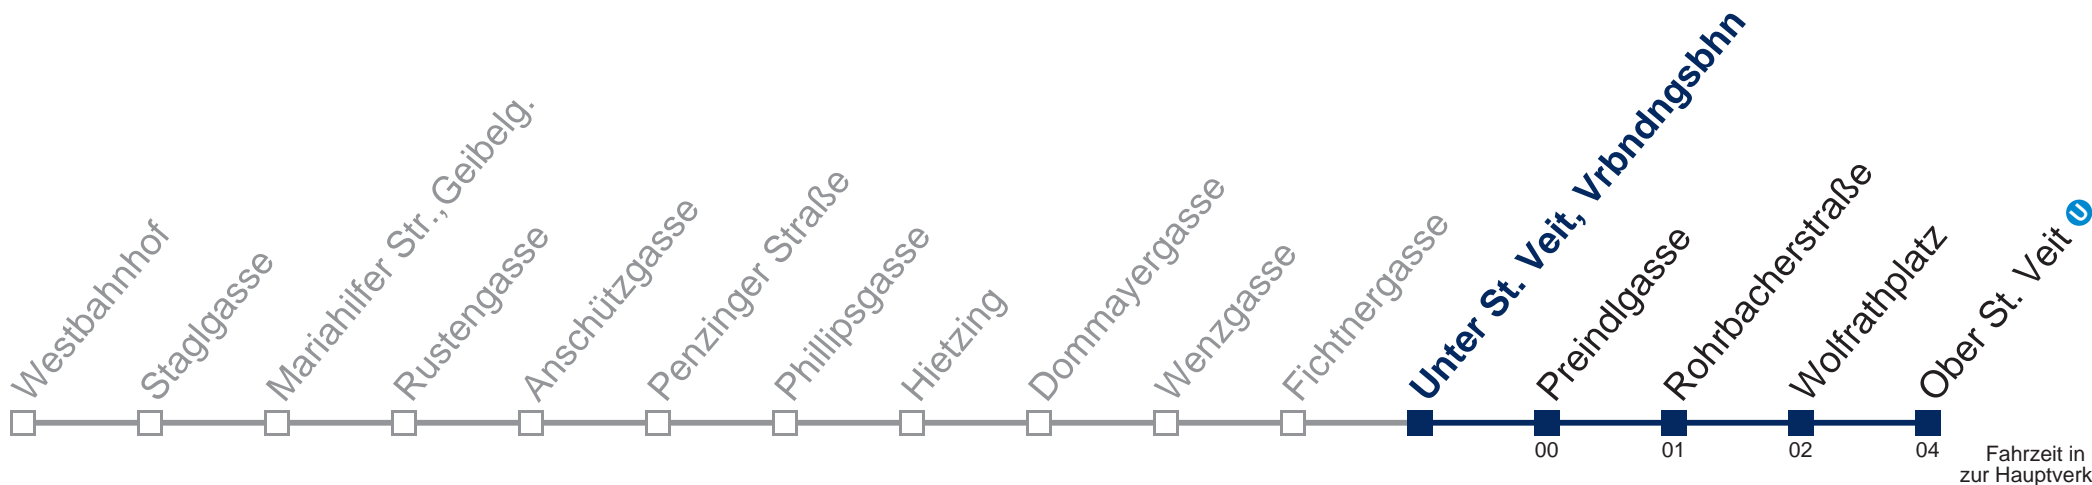 Westbahnhof
Staglgasse
Mariahilfer Str., Geibelg.
Rustengasse
Anschützgasse
Penzinger Straße
Phillipsgasse
Hietzing
Dommayergasse
Wenzgasse
Fichtnergasse
Unter St. Veit, Vrbndngsbhn
Preindlgasse
Rohrbacherstraße
Wolfrathplatz
Ober St. Veit U
00 01 02 04
Fahrzeit in
zur Hauptverk